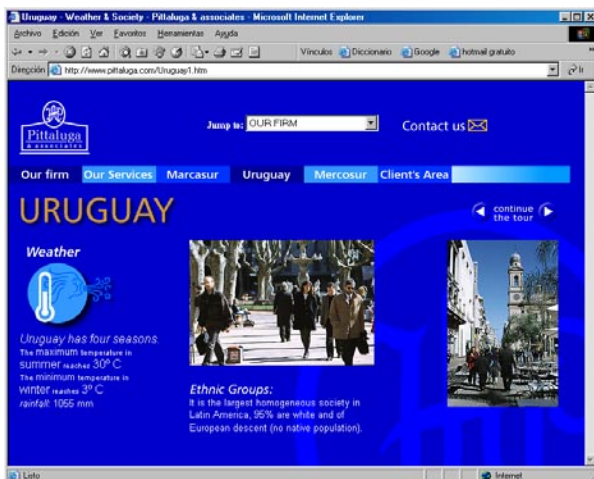 Uruguay - Weather & Society - Pittaluga & associates - Microsoft Internet Explorer
Archivo Edición Ver Favoritos Herramientas Ayuda
Vínculos Diccionario Google hotmail gratuito
Dirección http://www.pittaluga.com/Uruguay1.htm Ir
Pittaluga
& associates
Jump to: OUR FIRM
Contact us
Our firm Our Services Marcasur Uruguay Mercosur Client's Area
URUGUAY
continue
the tour
Weather
Uruguay has four seasons.
The maximum temperature in
summer reaches 30º C
The minimum temperature in
winter reaches 3º C
rainfall: 1055 mm
Ethnic Groups:
It is the largest homogeneous society in
Latin America, 95% are white and of
European descent (no native population).
Listo Internet